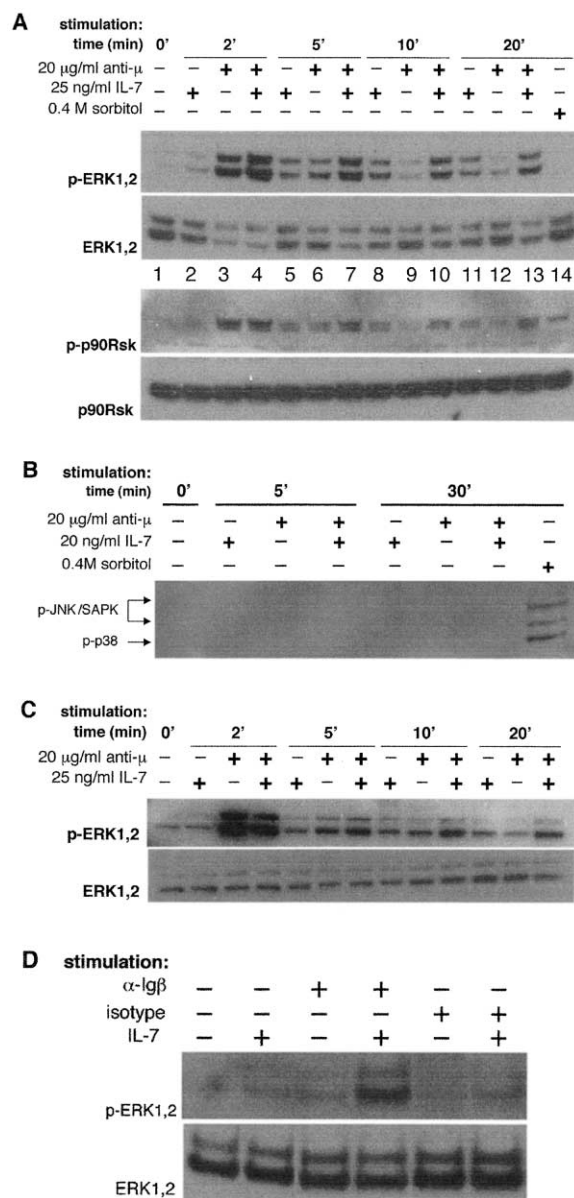 A
stimulation:
time (min) 0' 2' 5' 10' 20'
20 µg/ml anti-µ – – + + – + + – + + – + + –
25 ng/ml IL-7 – + – + + – + + – + + – + –
0.4 M sorbitol – – – – – – – – – – – – – +
p-ERK1,2
ERK1,2
1 2 3 4 5 6 7 8 9 10 11 12 13 14
p-p90Rsk
p90Rsk
B
stimulation:
time (min) 0' 5' 30'
20 µg/ml anti-µ – – + + – + + –
20 ng/ml IL-7 – + – + + – + –
0.4M sorbitol – – – – – – – +
p-JNK/SAPK
p-p38
C
stimulation:
time (min) 0' 2' 5' 10' 20'
20 µg/ml anti-µ – – + + – + + – + + – + +
25 ng/ml IL-7 – + – + + – + + – + + – +
p-ERK1,2
ERK1,2
D
stimulation:
α-Igβ – – + + – –
isotype – – – – + +
IL-7 – + – + – +
p-ERK1,2
ERK1,2